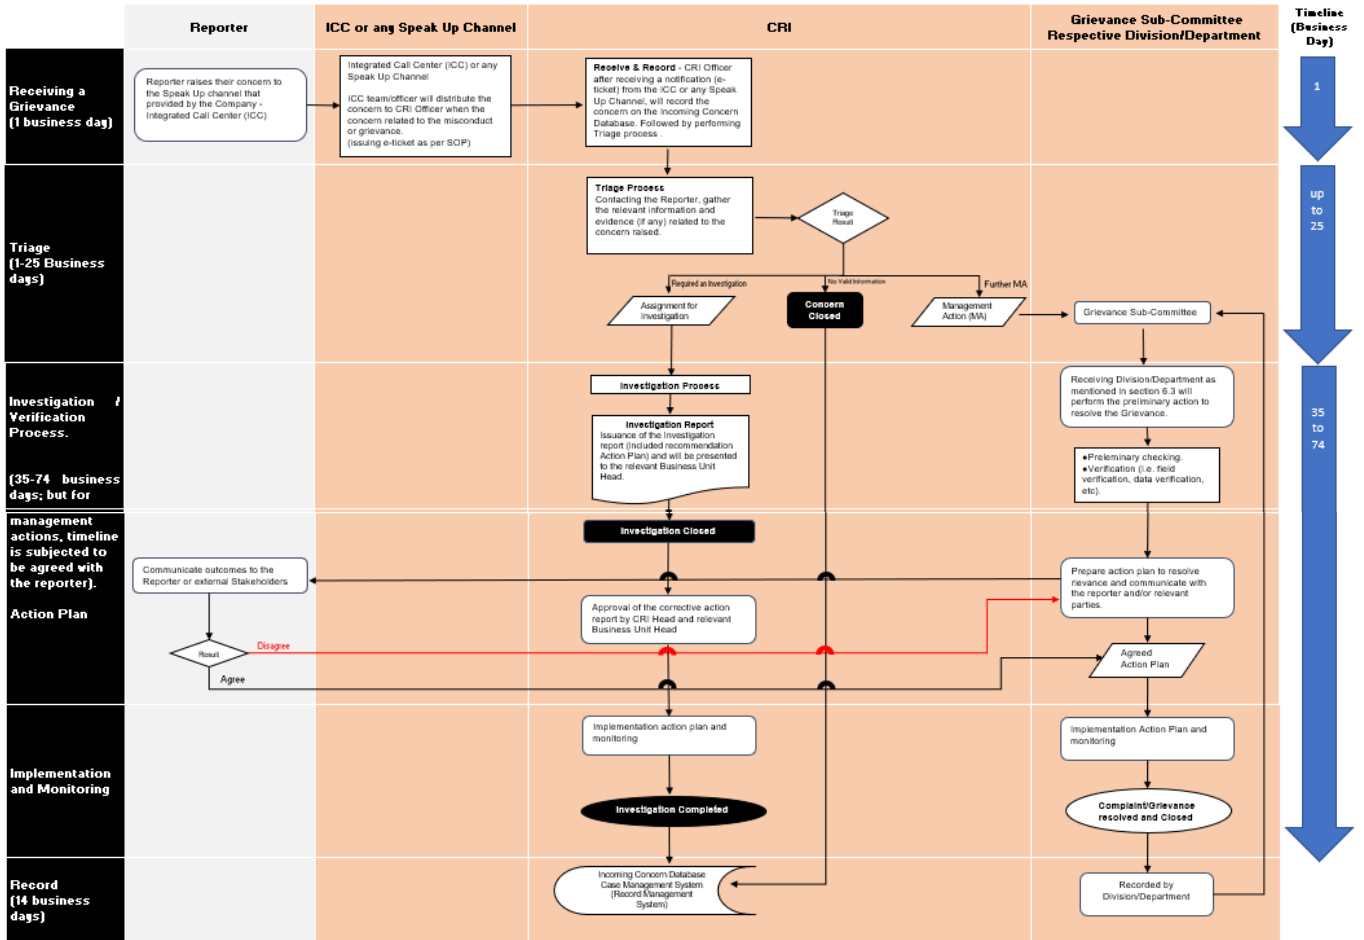 Reporter
ICC or any Speak Up Channel
CRI
Grievance Sub-Committee
Respective Division/Department
Timeline
(Business
Day)
Receiving a
Grievance
(1 business day)
Reporter raises their concern to
the Speak Up channel that
provided by the Company -
Integrated Call Center (ICC)
Integrated Call Center (ICC) or any
Speak Up Channel
ICC team/officer will distribute the
concern to CRI Officer when the
concern related to the misconduct
or grievance.
(issuing e-ticket as per SOP)
Receive & Record - CRI Officer
after receiving a notification (e-
ticket) from the ICC or any Speak
Up Channel, will record the
concern on the Incoming Concern
Database. Followed by performing
Triage process .
1
Triage
(1-25 Business
days)
Triage Process
Contacting the Reporter, gather
the relevant information and
evidence (if any) related to the
concern raised.
Triage
Result
up
to
25
Required an Investigation
No Valid Information
Further MA
Assignment for
Investigation
Concern
Closed
Management
Action (MA)
Grievance Sub-Committee
Investigation /
Verification
Process.
(35-74 business
days; but for
management
actions, timeline
is subjected to
be agreed with
the reporter).
Action Plan
Investigation Process
Investigation Report
Issuance of the Investigation
report (included recommendation
Action Plan) and will be presented
to the relevant Business Unit
Head.
Receiving Division/Department as
mentioned in section 6.3 will
perform the preliminary action to
resolve the Grievance.
●Preleminary checking.
●Verification (i.e. field
verification, data verification,
etc).
35
to
74
Investigation Closed
Communicate outcomes to the
Reporter or external Stakeholders
Approval of the corrective action
report by CRI Head and relevant
Business Unit Head
Prepare action plan to resolve
rievance and communicate with
the reporter and/or relevant
parties.
Result
Disagree
Agree
Agreed
Action Plan
Implementation
and Monitoring
Implementation action plan and
monitoring
Implementation Action Plan and
monitoring
Investigation Completed
Complaint/Grievance
resolved and Closed
Record
(14 business
days)
Incoming Concern Database
Case Management System
(Record Management
System)
Recorded by
Division/Department